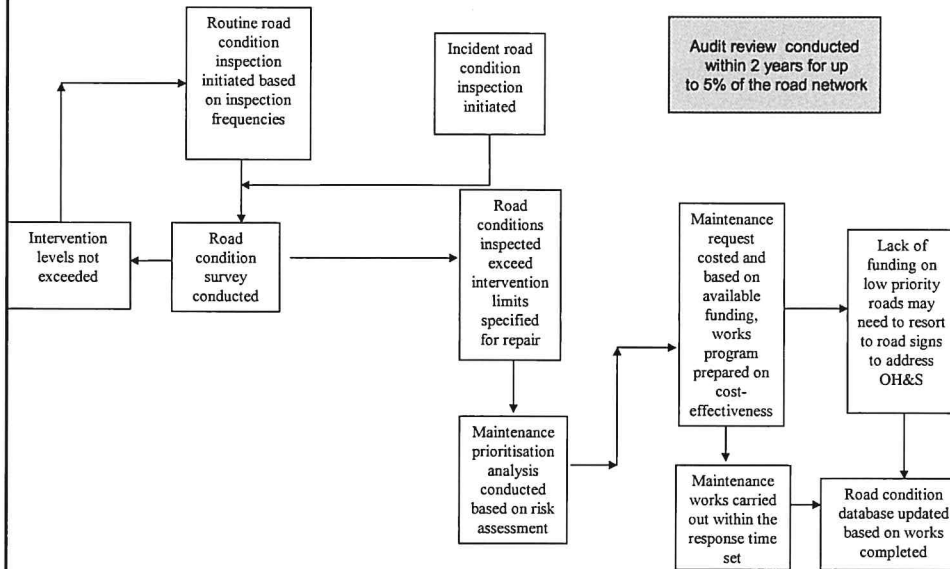 Routine road
condition
inspection
initiated based
on inspection
frequencies
Incident road
condition
inspection
initiated
Audit review conducted
within 2 years for up
to 5% of the road network
Intervention
levels not
exceeded
Road
condition
survey
conducted
Road
conditions
inspected
exceed
intervention
limits
specified
for repair
Maintenance
request
costed and
based on
available
funding,
works
program
prepared on
cost-
effectiveness
Lack of
funding on
low priority
roads may
need to resort
to road signs
to address
OH&S
Maintenance
prioritisation
analysis
conducted
based on risk
assessment
Maintenance
works carried
out within the
response time
set
Road condition
database updated
based on works
completed